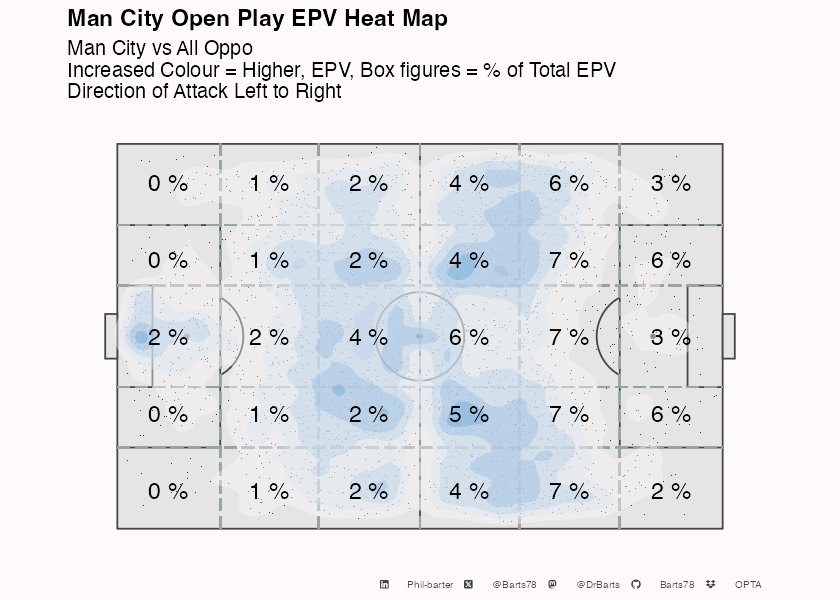 Man City Open Play EPV Heat Map
Man City vs All Oppo
Increased Colour = Higher, EPV, Box figures = % of Total EPV
Direction of Attack Left to Right
0 % 1 % 2 % 4 % 6 % 3 %
0 % 1 % 2 % 4 % 7 % 6 %
2 % 2 % 4 % 6 % 7 % 3 %
0 % 1 % 2 % 5 % 7 % 6 %
0 % 1 % 2 % 4 % 7 % 2 %
Phil-barter @Barts78 @DrBarts Barts78 OPTA